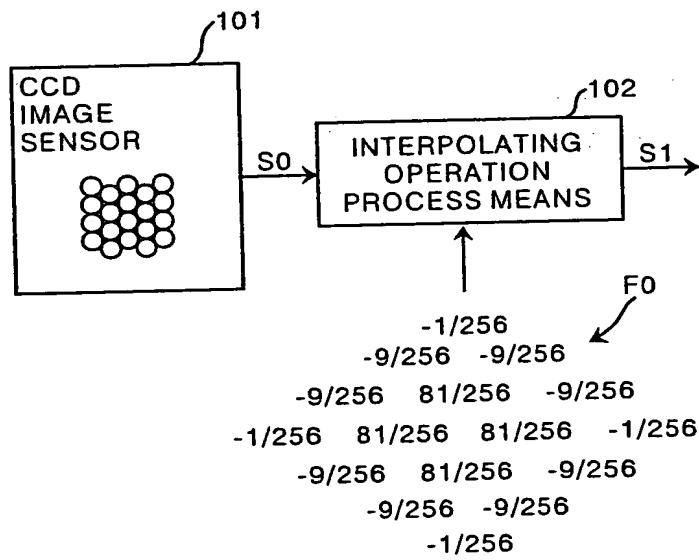 101
CCD
IMAGE
SENSOR
S0
102
INTERPOLATING
OPERATION
PROCESS MEANS
S1
F0
-1/256
-9/256 -9/256
-9/256 81/256 -9/256
-1/256 81/256 81/256 -1/256
-9/256 81/256 -9/256
-9/256 -9/256
-1/256